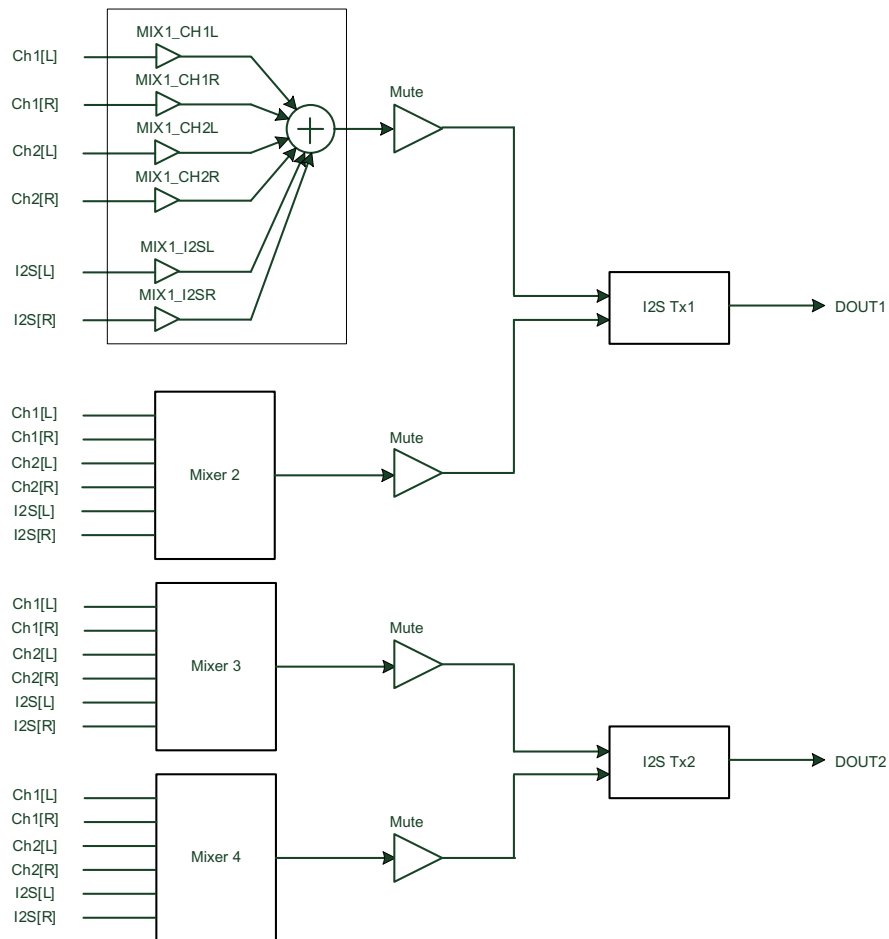 MIX1_CH1L
Ch1[L]
MIX1_CH1R
Ch1[R]
MIX1_CH2L
Ch2[L]
MIX1_CH2R
Ch2[R]
MIX1_I2SL
I2S[L]
MIX1_I2SR
I2S[R]
Mute
I2S Tx1
DOUT1
Ch1[L]
Ch1[R]
Ch2[L]
Ch2[R]
I2S[L]
I2S[R]
Mixer 2
Mute
Ch1[L]
Ch1[R]
Ch2[L]
Ch2[R]
I2S[L]
I2S[R]
Mixer 3
Mute
I2S Tx2
DOUT2
Ch1[L]
Ch1[R]
Ch2[L]
Ch2[R]
I2S[L]
I2S[R]
Mixer 4
Mute